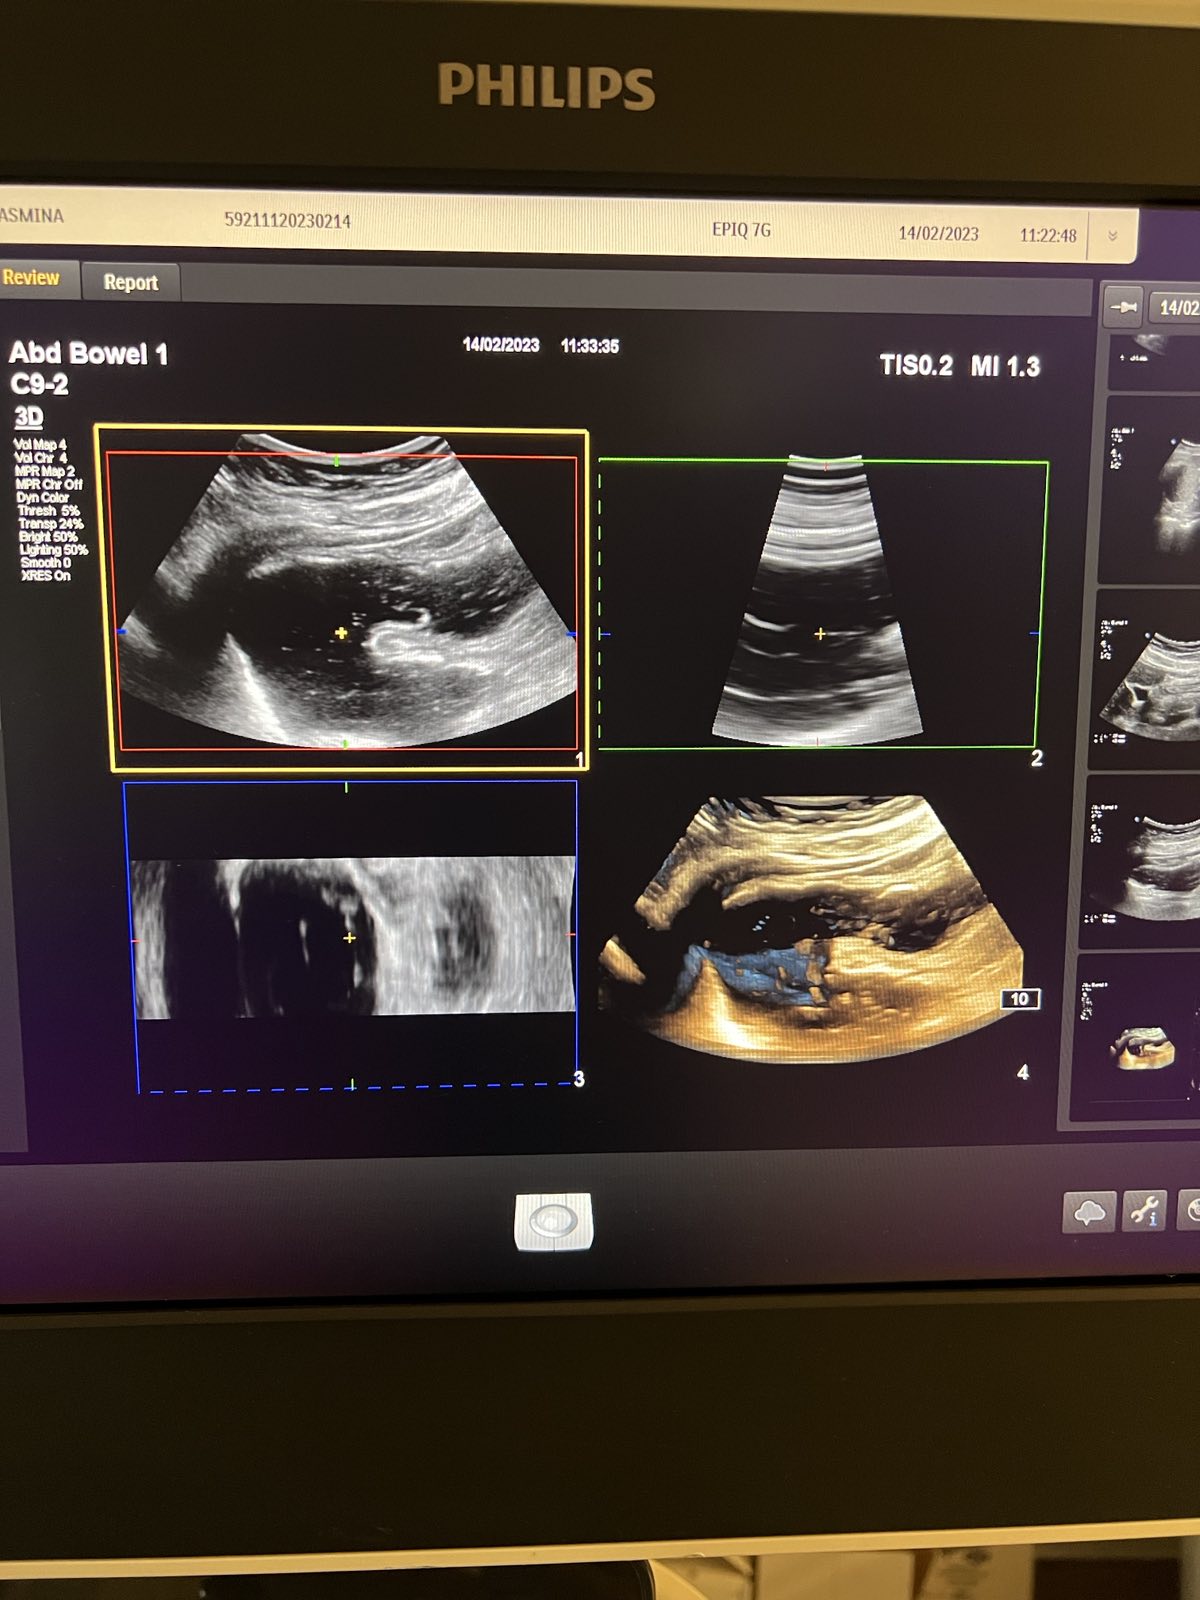 PHILIPS
ASMINA 59211120230214 EPIQ 7G 14/02/2023 11:22:48
Review Report
14/02
Abd Bowel 1 14/02/2023 11:33:35 TIS0.2 MI 1.3
C9-2
3D
Vol Map 4
Vol Chr 4
MPR Map 2
MPR Chr Off
Dyn Color
Thresh 5%
Transp 24%
Bright 50%
Lighting 50%
Smooth 0
XRES On
1
2
3
10
4